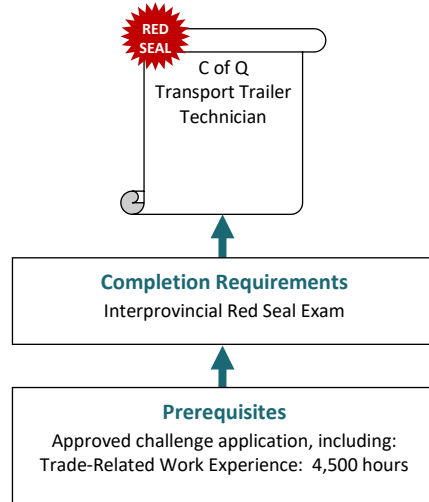 RED
SEAL
C of Q
Transport Trailer
Technician
Completion Requirements
Interprovincial Red Seal Exam
Prerequisites
Approved challenge application, including:
Trade-Related Work Experience: 4,500 hours